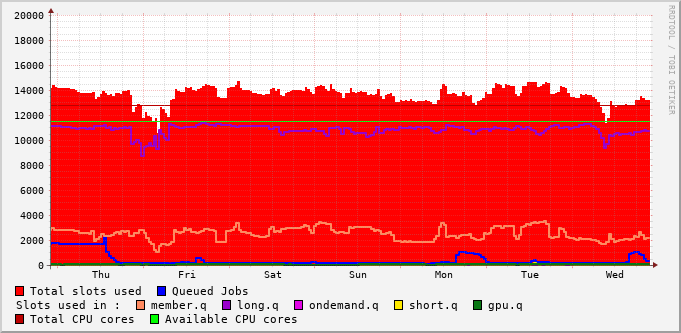 RRDTOOL / TOBI OETIKER
20000
18000
16000
14000
12000
10000
8000
6000
4000
2000
0
Thu Fri Sat Sun Mon Tue Wed
Total slots used Queued Jobs
Slots used in : member.q long.q ondemand.q short.q gpu.q
Total CPU cores Available CPU cores